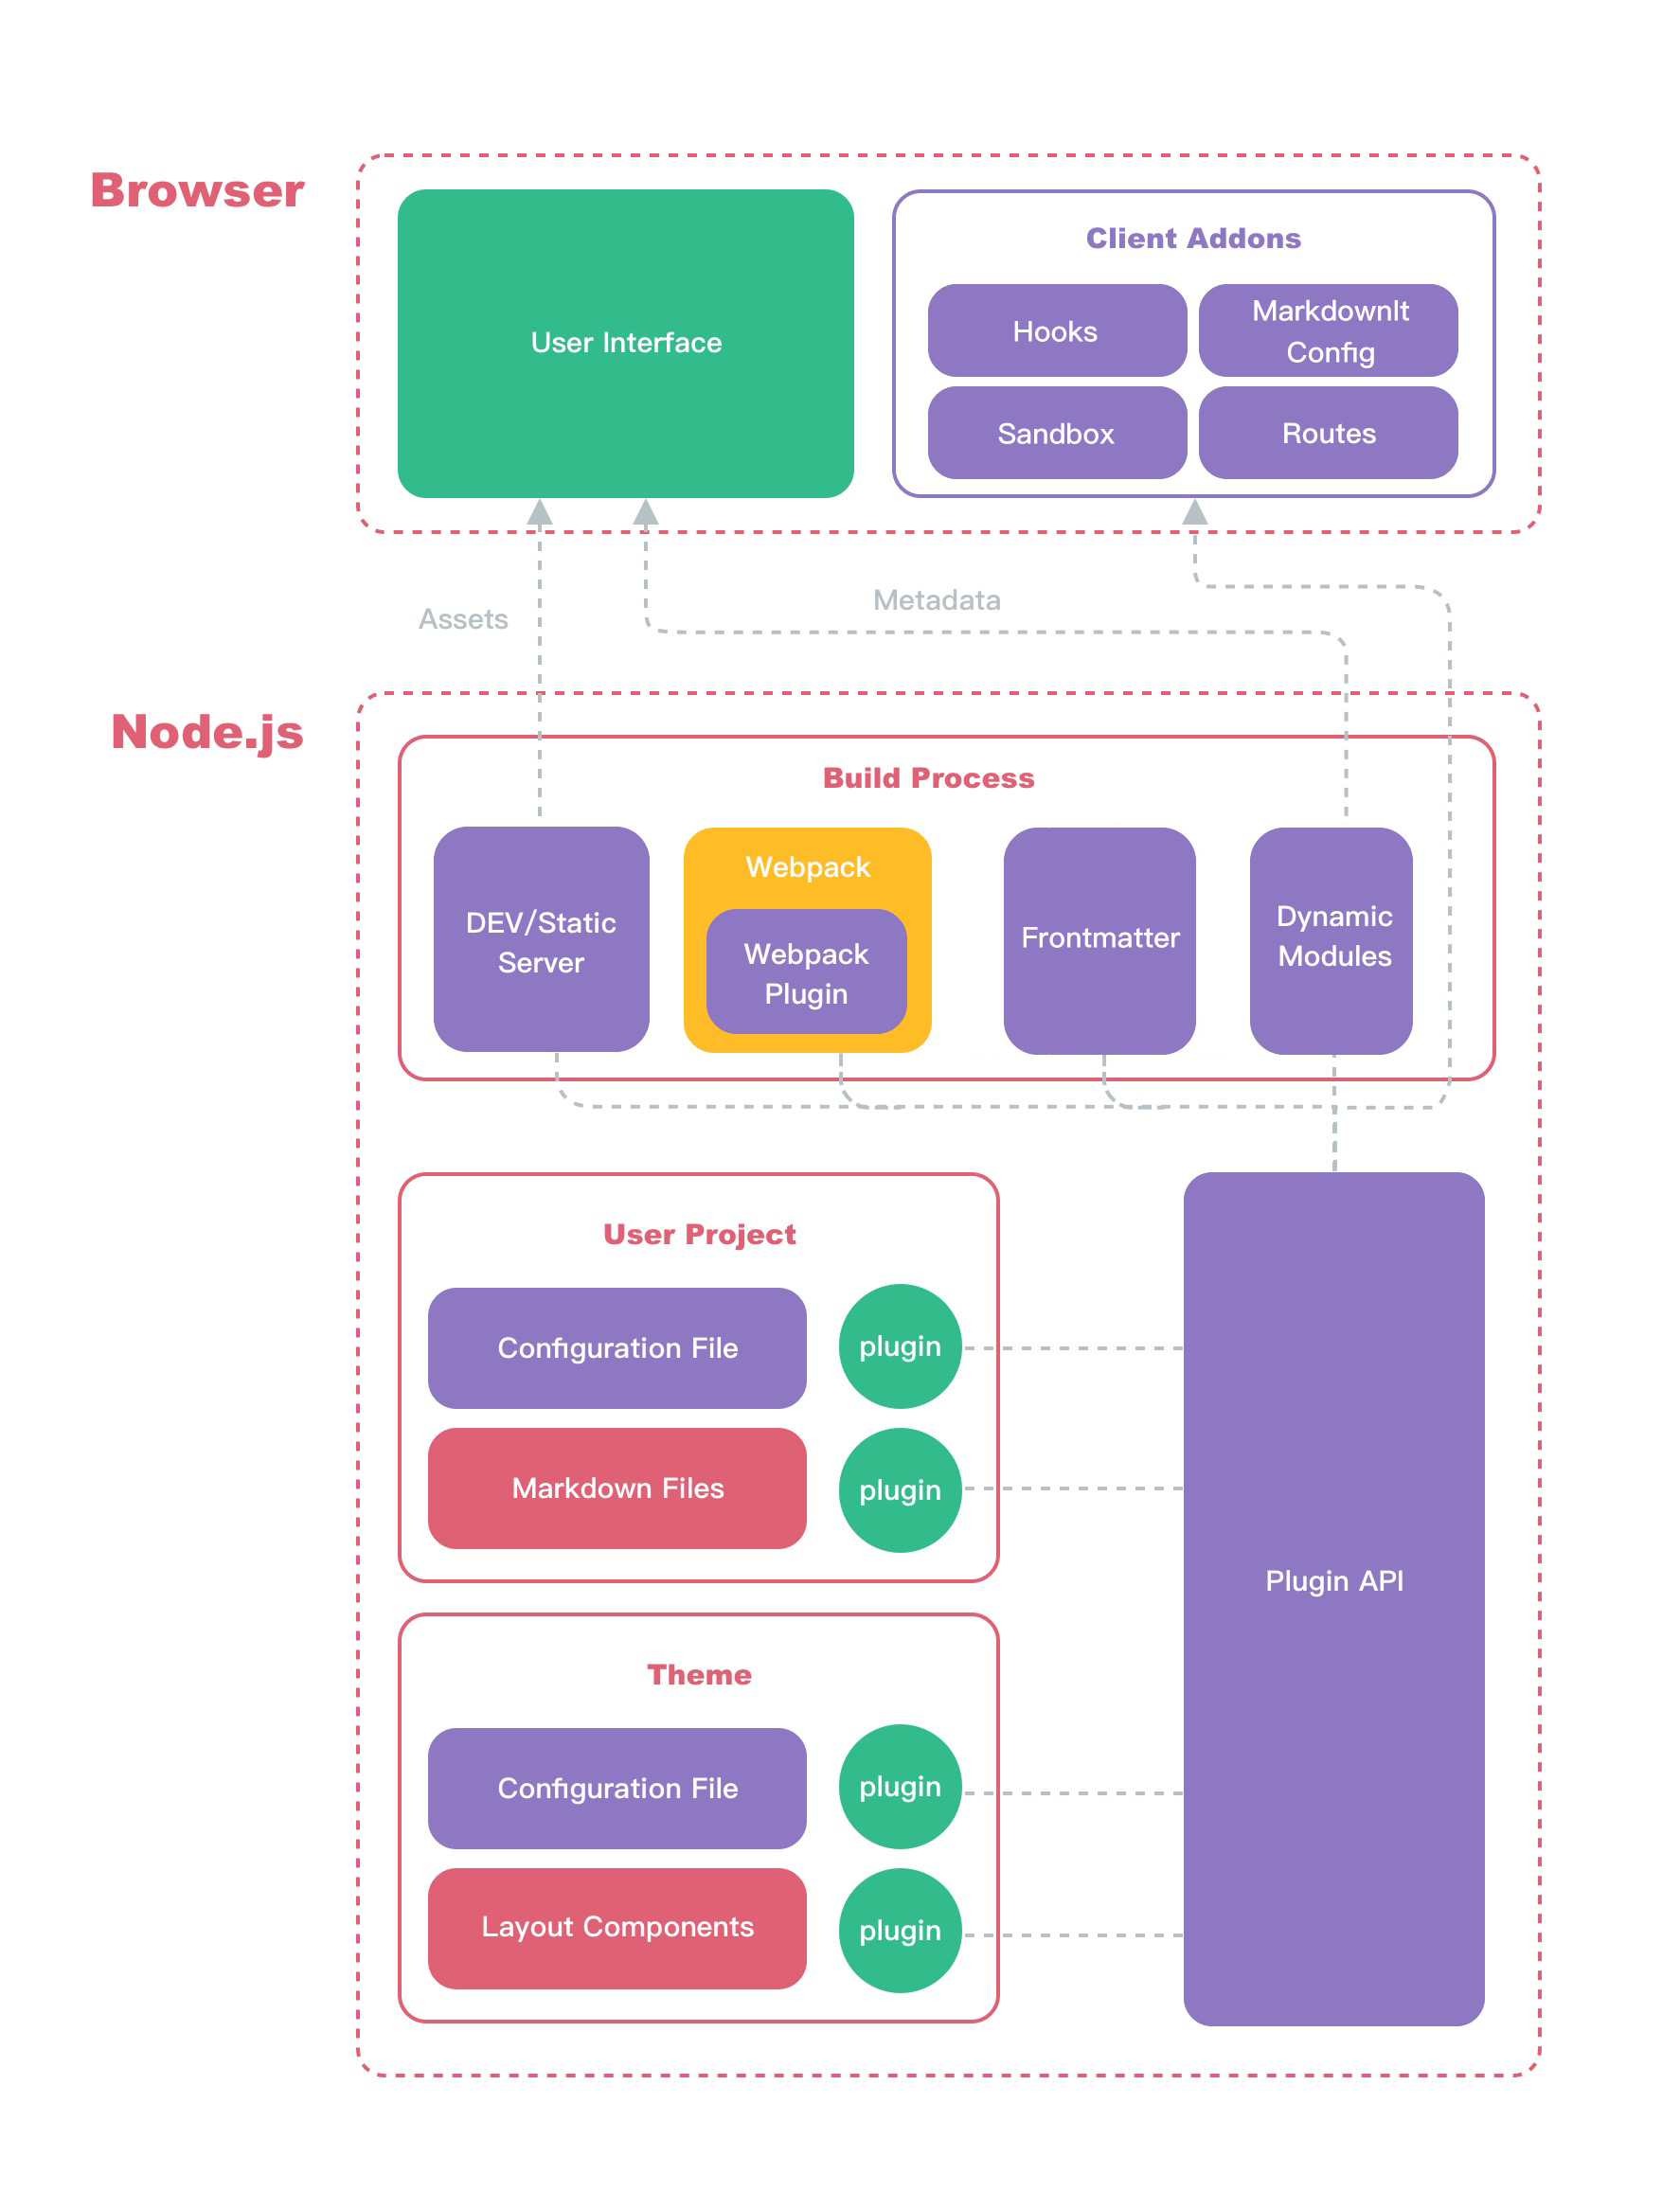 Browser
User Interface
Client Addons
Hooks
MarkdownIt
Config
Sandbox
Routes
Assets
Metadata
Node.js
Build Process
DEV/Static
Server
Webpack
Webpack
Plugin
Frontmatter
Dynamic
Modules
User Project
Configuration File
plugin
Markdown Files
plugin
Plugin API
Theme
Configuration File
plugin
Layout Components
plugin